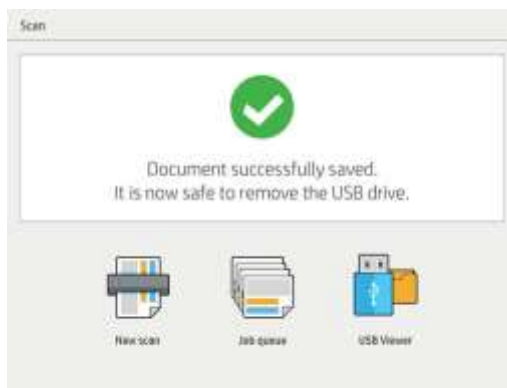 Scan
Document successfully saved.
It is now safe to remove the USB drive.
New scan
Job queue
USB Viewer